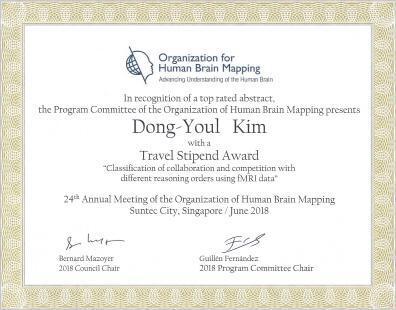 Organization for
Human Brain Mapping
Advancing Understanding of the Human Brain
In recognition of a top rated abstract,
the Program Committee of the Organization of Human Brain Mapping presents
Dong-Youl Kim
with a
Travel Stipend Award
"Classification of collaboration and competition with
different reasoning orders using fMRI data"
24th Annual Meeting of the Organization of Human Brain Mapping
Suntec City, Singapore / June 2018
Bernard Mazoyer
2018 Council Chair
Guillén Fernández
2018 Program Committee Chair